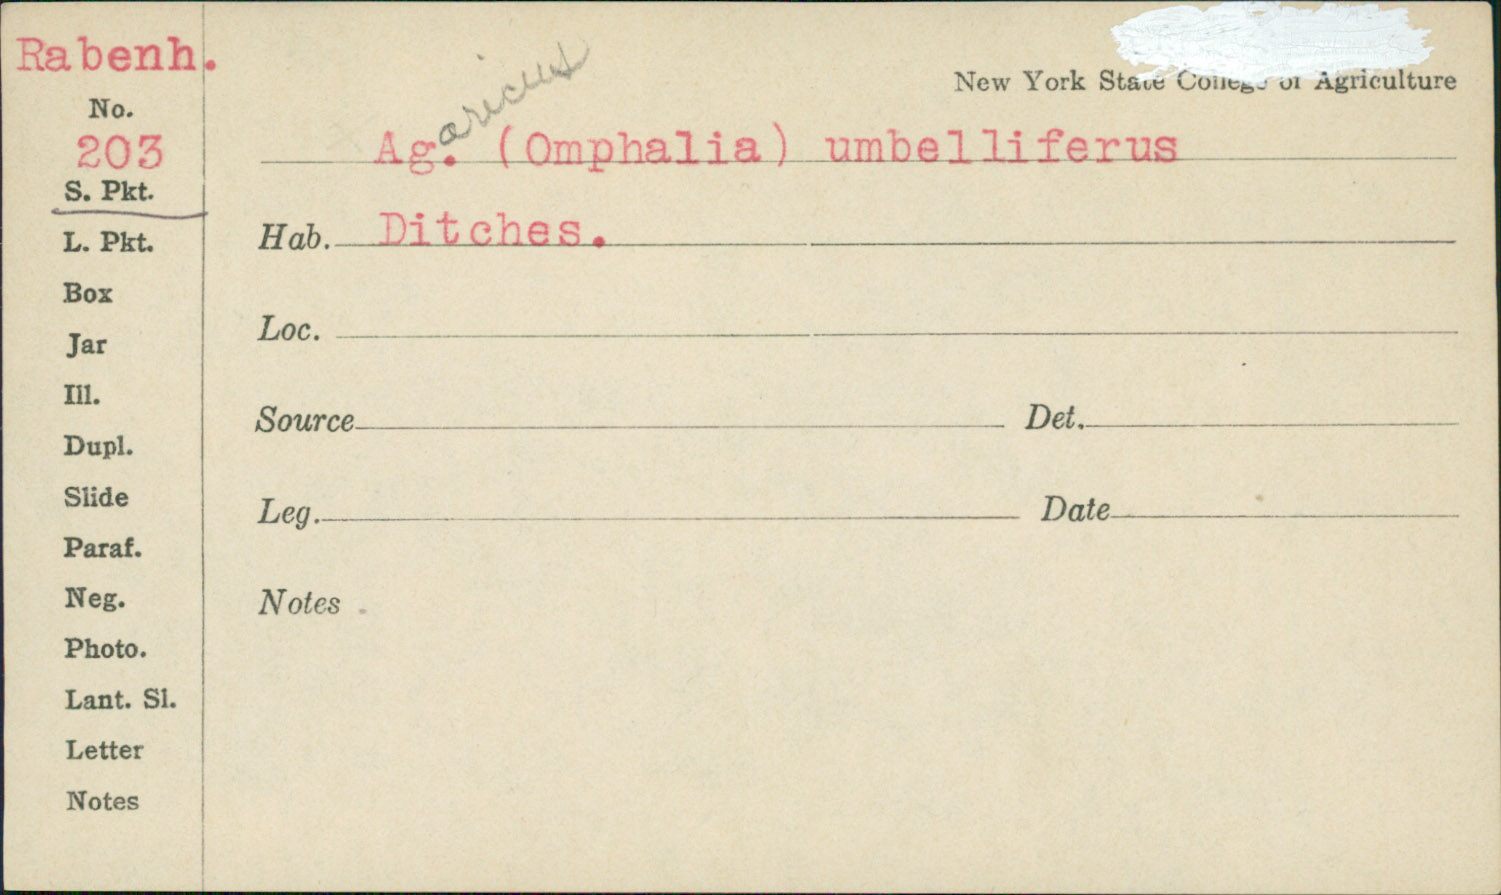 Rabenh.
No.
203
S. Pkt.
L. Pkt.
Box
Jar
Ill.
Dupl.
Slide
Paraf.
Neg.
Photo.
Lant. Sl.
Letter
Notes
New York State College of Agriculture
aricus
Ag. (Omphalia) umbelliferus
Hab. Ditches.
Loc.
Source Det.
Leg. Date
Notes